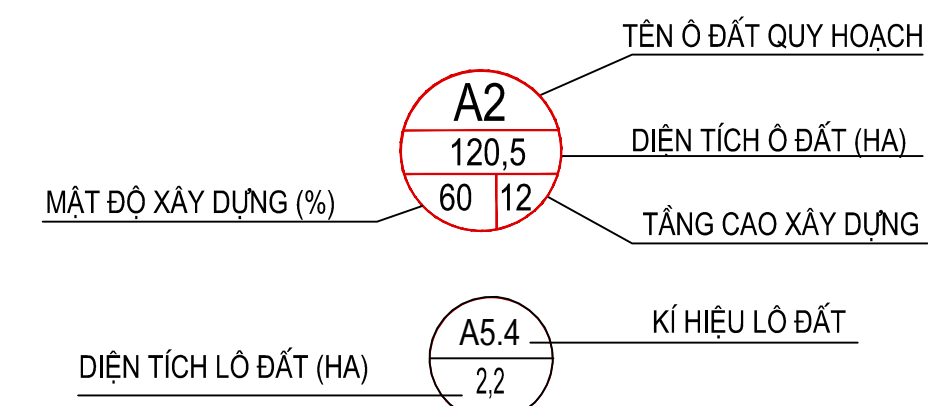 TÊN Ô ĐẤT QUY HOẠCH
A2
120,5
DIỆN TÍCH Ô ĐẤT (HA)
MẬT ĐỘ XÂY DỰNG (%)
60 12
TẦNG CAO XÂY DỰNG
A5.4
KÍ HIỆU LÔ ĐẤT
DIỆN TÍCH LÔ ĐẤT (HA)
2,2